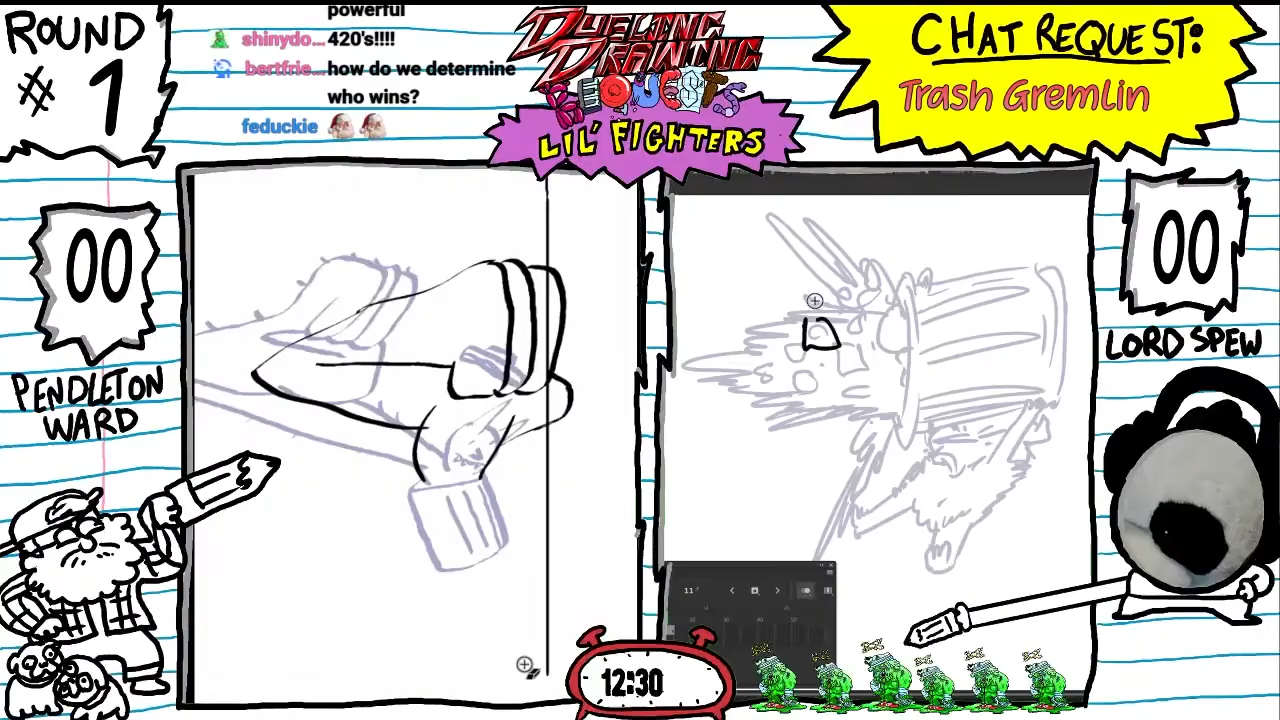 ROUND
# 1
powerful
shinydo... 420's!!!!
bertfrie... how do we determine
who wins?
feduckie
DUELING
DRAWING
LIL' FIGHTERS
CHAT REQUEST:
Trash Gremlin
00
PENDLETON
WARD
00
LORD SPEW
11
12:30